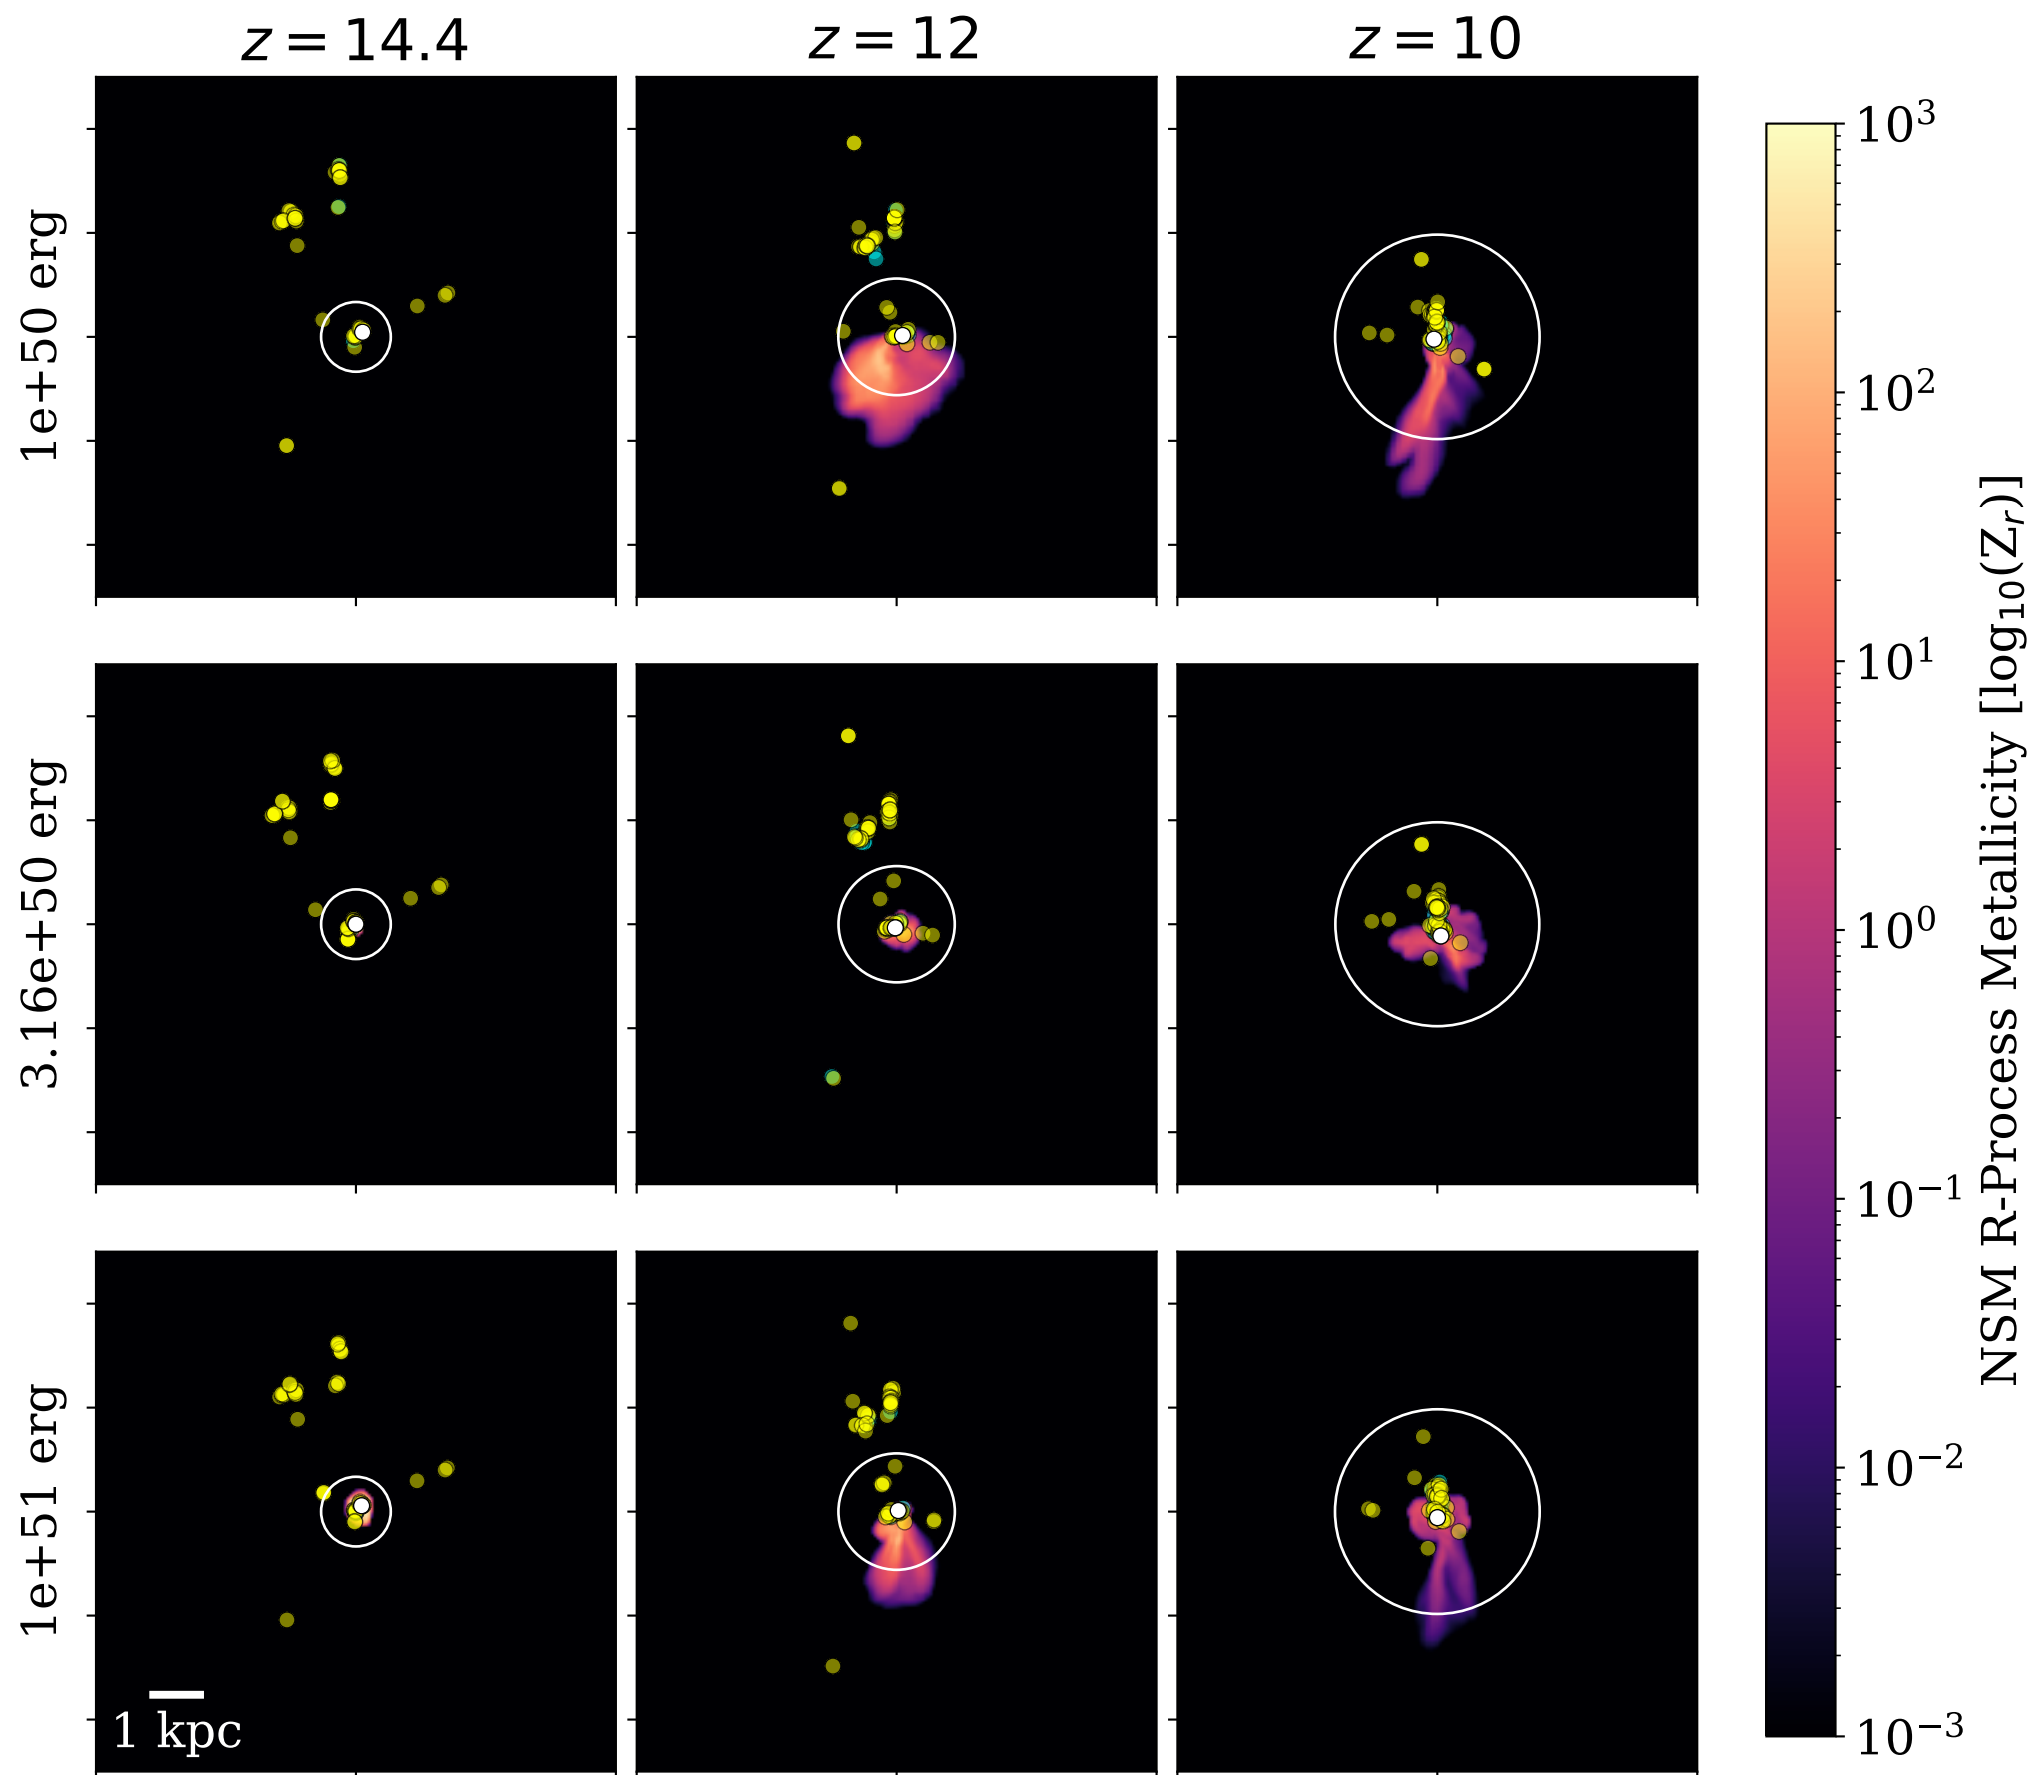 z = 14.4
z = 12
z = 10
1e+50 erg
3.16e+50 erg
1e+51 erg
1 kpc
10³
10²
10¹
10⁰
10⁻¹
10⁻²
10⁻³
NSM R-Process Metallicity [log₁₀(Zᵣ)]